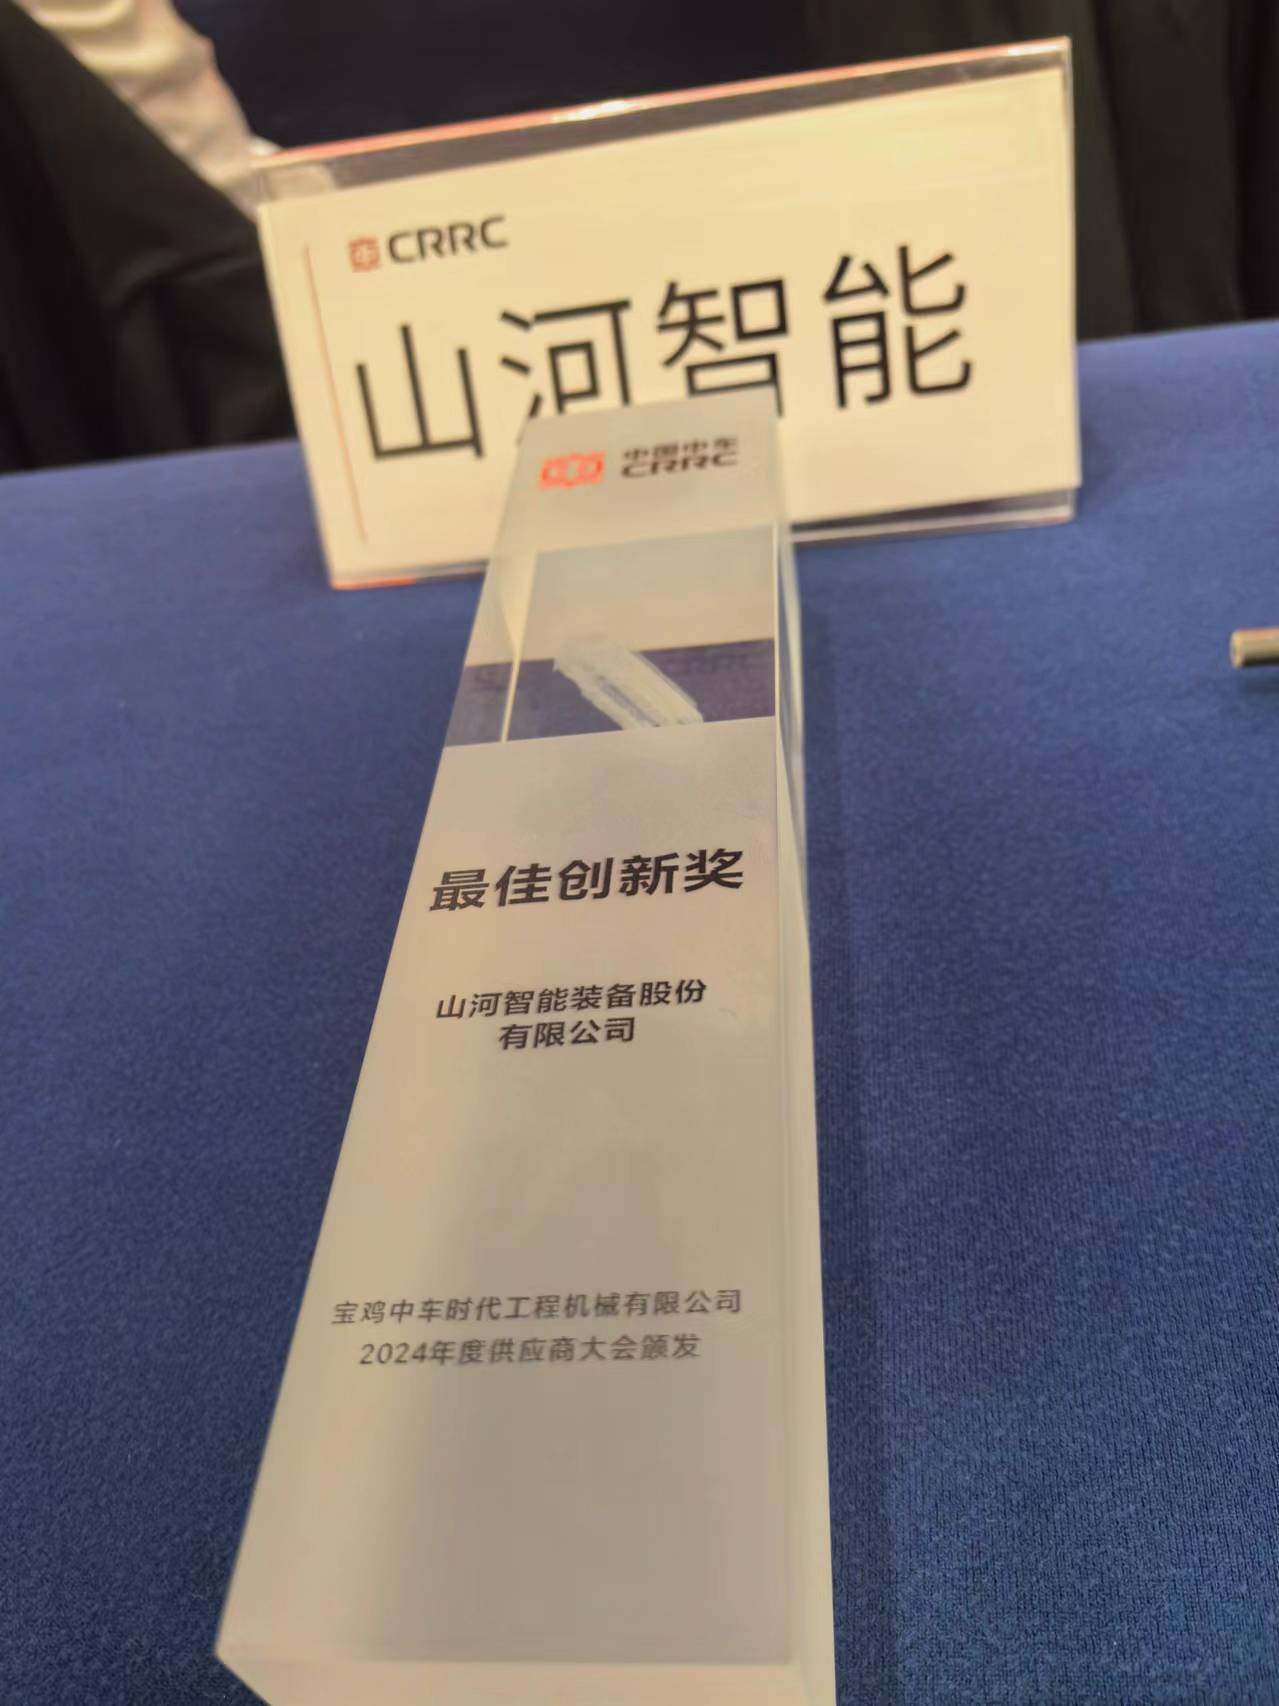 CRRC
山河智能
中国中车
CRRC
最佳创新奖
山河智能装备股份
有限公司
宝鸡中车时代工程机械有限公司
2024年度供应商大会颁发